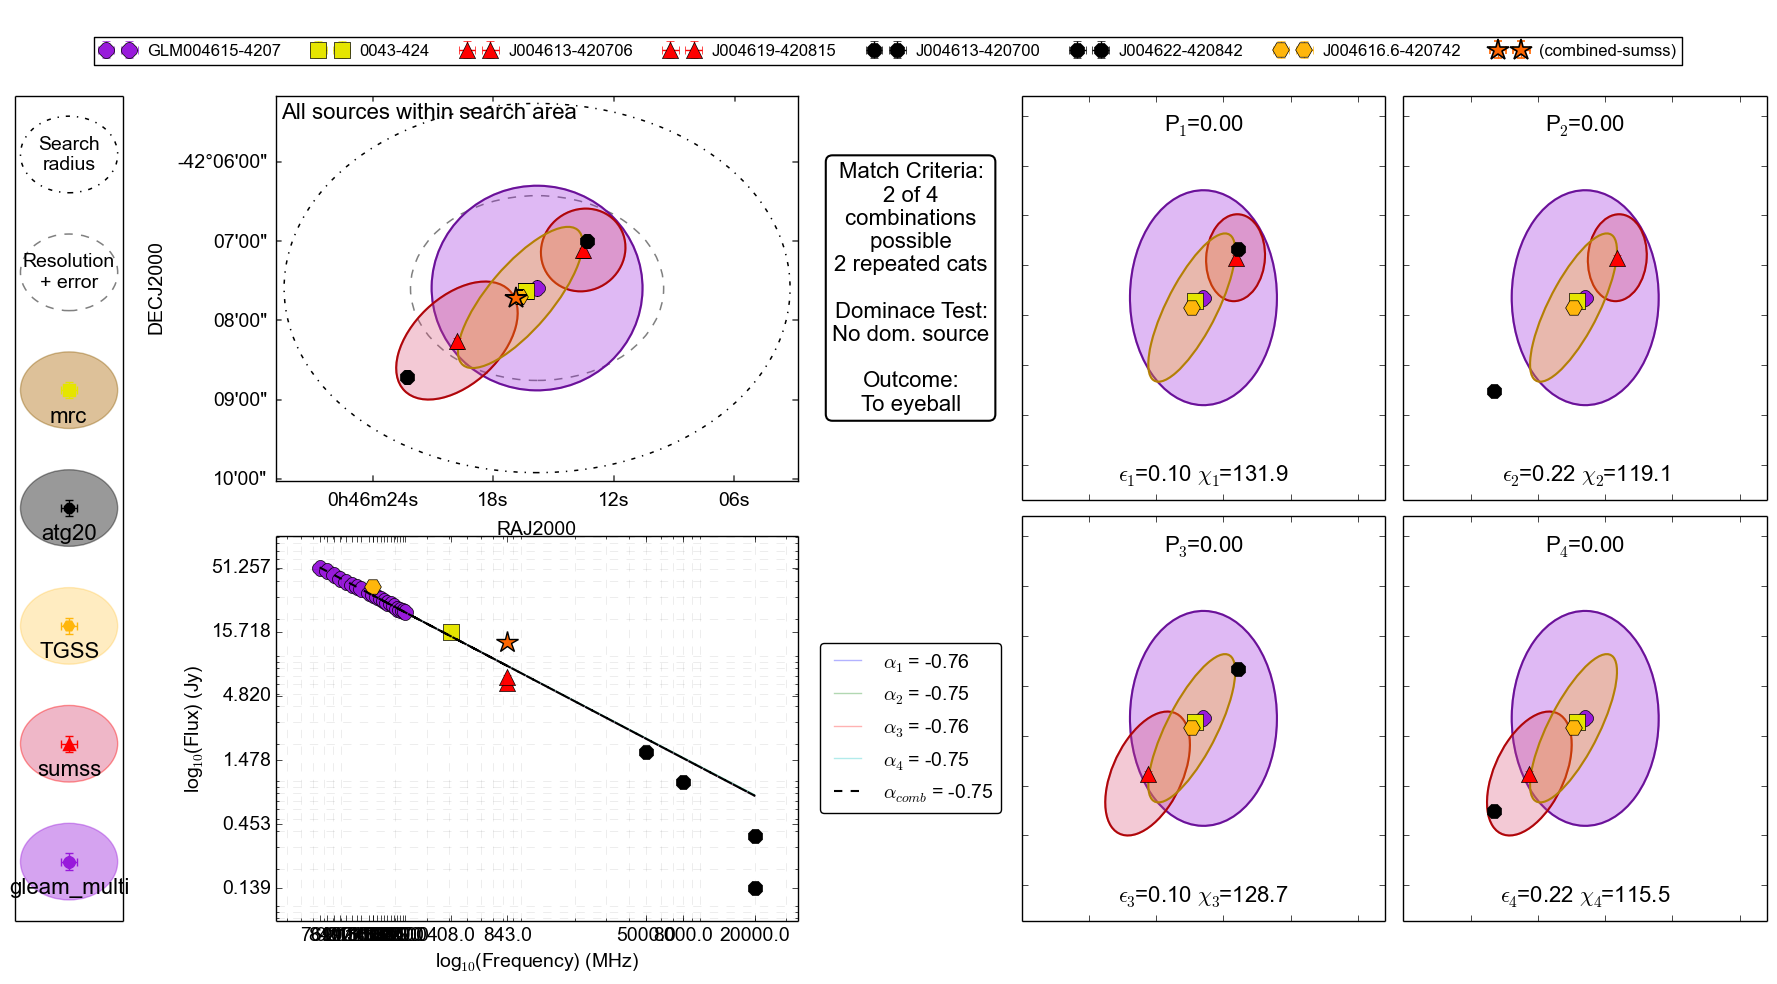 GLM004615-4207 0043-424 J004613-420706 J004619-420815 J004613-420700 J004622-420842 J004616.6-420742 (combined-sumss)
Search
radius
Resolution
+ error
mrc
atg20
TGSS
sumss
gleam_multi
All sources within search area
DECJ2000
-42°06'00"
07'00"
08'00"
09'00"
10'00"
0h46m24s 18s 12s 06s
RAJ2000
Match Criteria:
2 of 4
combinations
possible
2 repeated cats
Dominace Test:
No dom. source
Outcome:
To eyeball
P1=0.00
ϵ1=0.10 χ1=131.9
P2=0.00
ϵ2=0.22 χ2=119.1
log10(Flux) (Jy)
51.257
15.718
4.820
1.478
0.453
0.139
408.0 843.0 5000.0 8000.0 20000.0
log10(Frequency) (MHz)
α1 = -0.76
α2 = -0.75
α3 = -0.76
α4 = -0.75
αcomb = -0.75
P3=0.00
ϵ3=0.10 χ3=128.7
P4=0.00
ϵ4=0.22 χ4=115.5